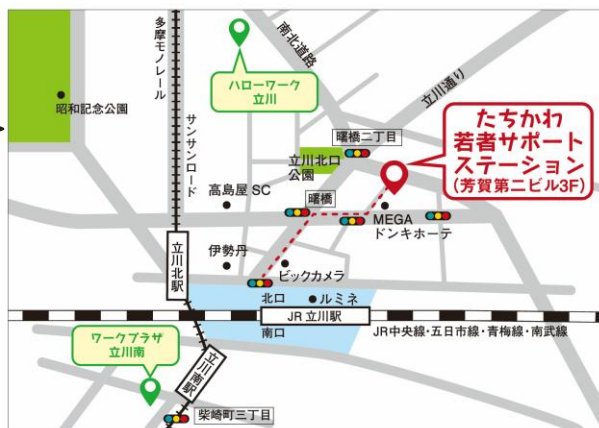 多摩モノレール
南北道路
立川通り
ハローワーク
立川
昭和記念公園
サンサンロード
たちかわ
若者サポート
ステーション
(芳賀第二ビル3F)
曙橋二丁目
立川北口
公園
高島屋 SC
曙橋
MEGA
ドンキホーテ
伊勢丹
ビックカメラ
立川北駅
北口
ルミネ
JR 立川駅
南口
JR中央線・五日市線・青梅線・南武線
ワークプラザ
立川南
立川南駅
柴崎町三丁目